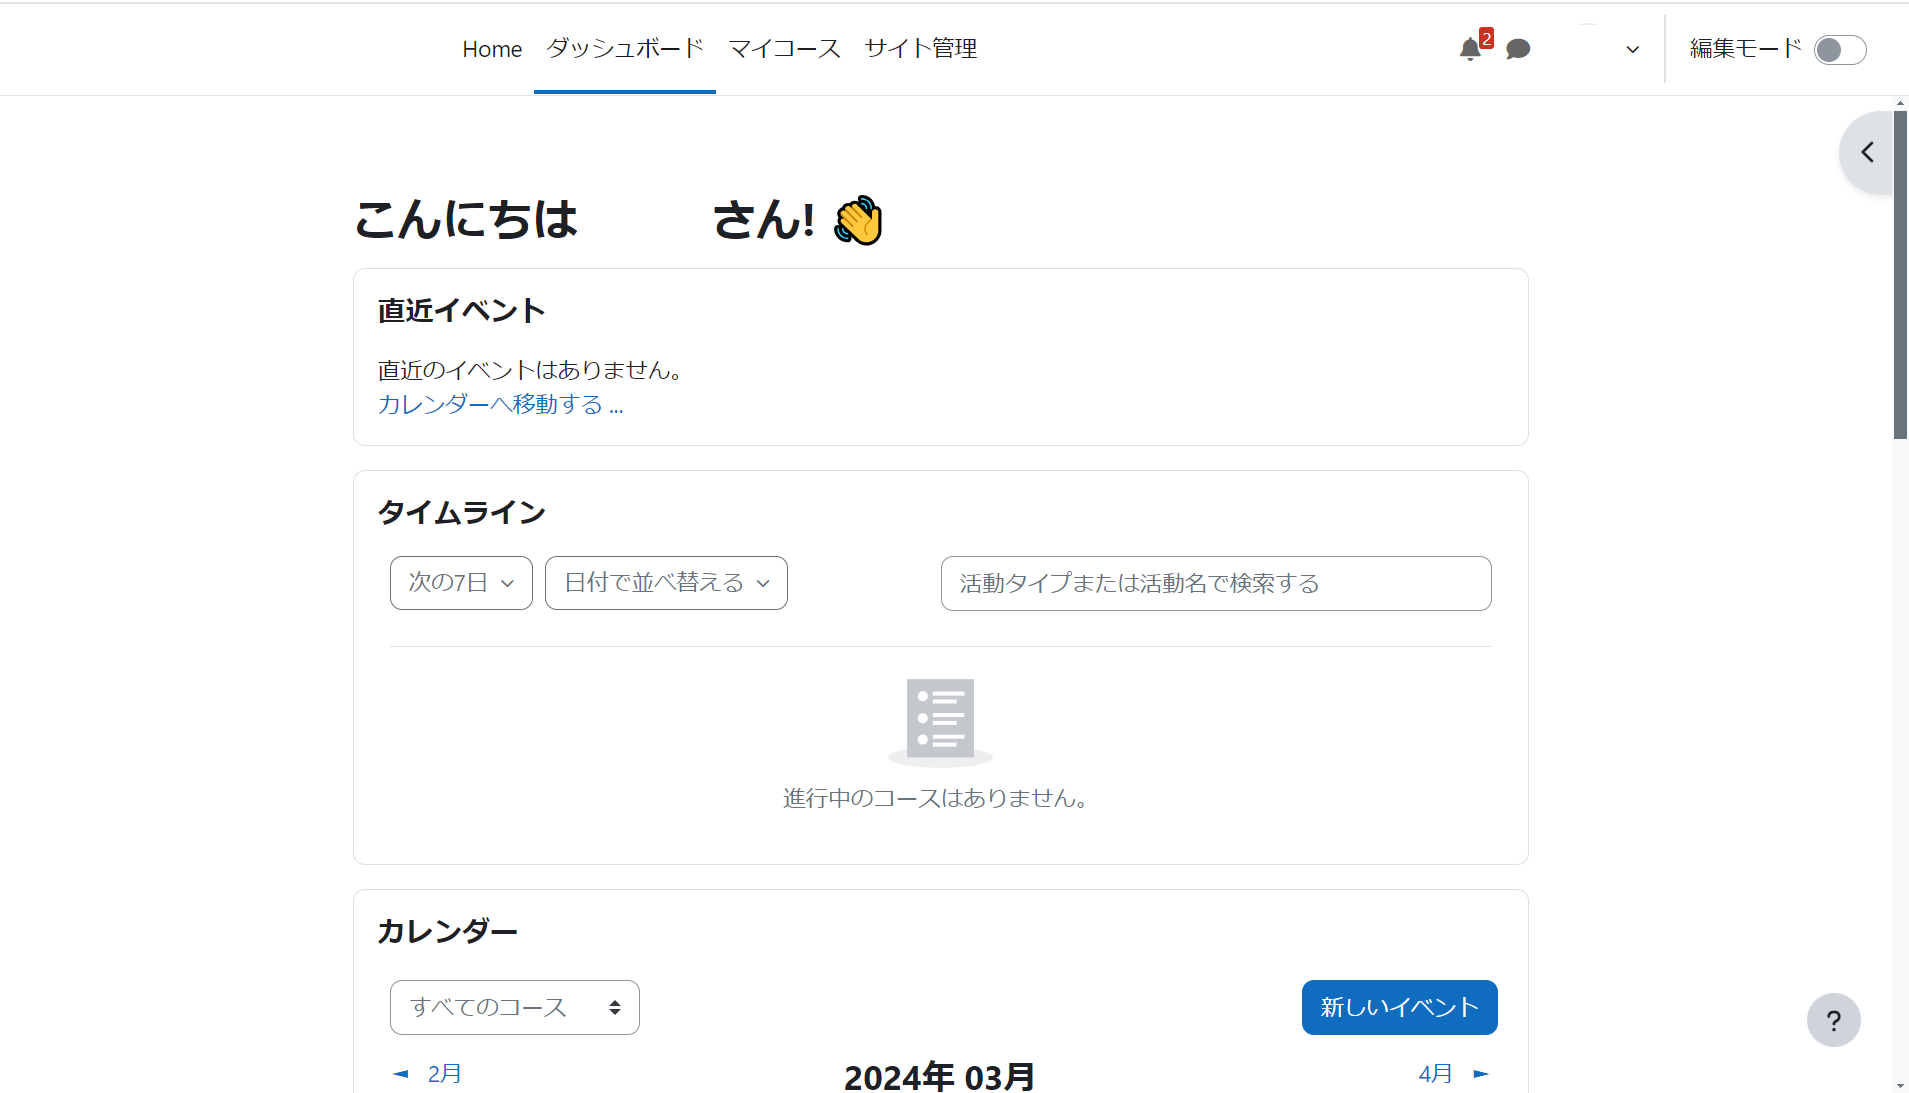 Home ダッシュボード マイコース サイト管理 2 編集モード
こんにちは さん!
直近イベント
直近のイベントはありません。
カレンダーへ移動する ...
タイムライン
次の7日 日付で並べ替える 活動タイプまたは活動名で検索する
進行中のコースはありません。
カレンダー
すべてのコース 新しいイベント
?
◄ 2月 2024年 03月 4月 ►